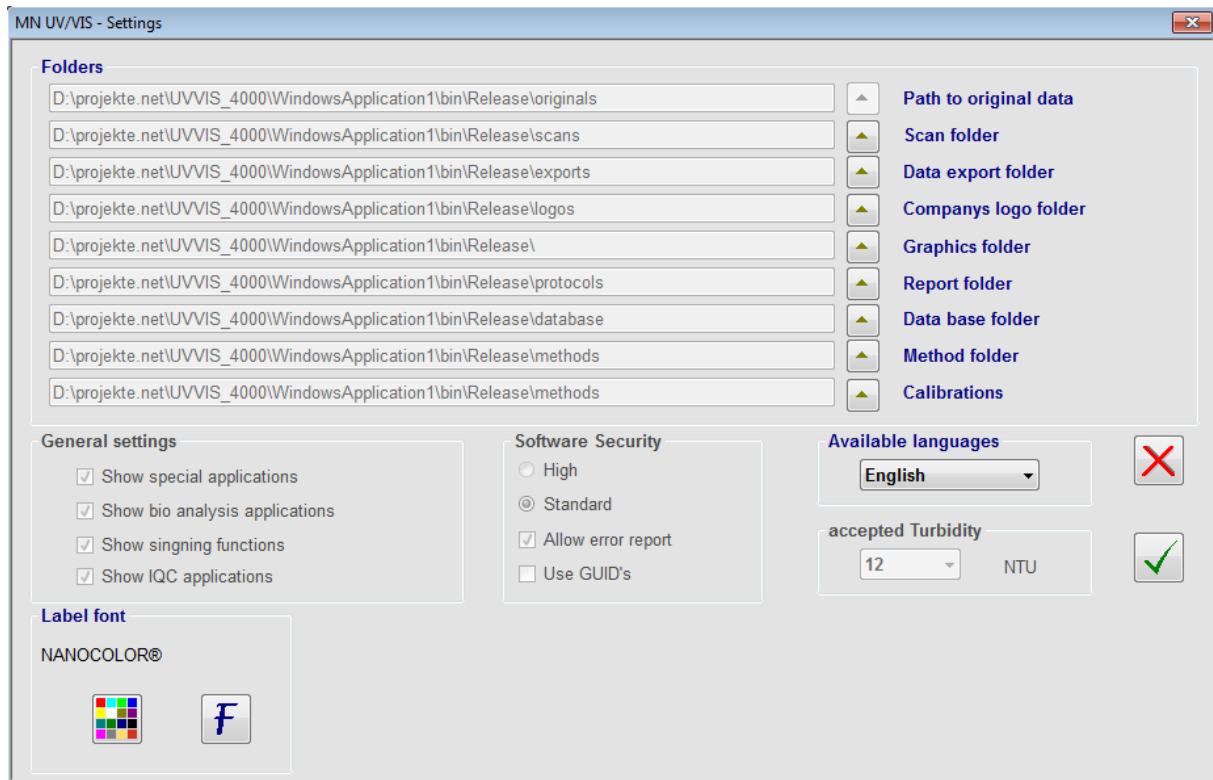 MN UV/VIS - Settings
Folders
D:\projekte.net\UVVIS_4000\WindowsApplication1\bin\Release\originals Path to original data
D:\projekte.net\UVVIS_4000\WindowsApplication1\bin\Release\scans Scan folder
D:\projekte.net\UVVIS_4000\WindowsApplication1\bin\Release\exports Data export folder
D:\projekte.net\UVVIS_4000\WindowsApplication1\bin\Release\logos Companys logo folder
D:\projekte.net\UVVIS_4000\WindowsApplication1\bin\Release\ Graphics folder
D:\projekte.net\UVVIS_4000\WindowsApplication1\bin\Release\protocols Report folder
D:\projekte.net\UVVIS_4000\WindowsApplication1\bin\Release\database Data base folder
D:\projekte.net\UVVIS_4000\WindowsApplication1\bin\Release\methods Method folder
D:\projekte.net\UVVIS_4000\WindowsApplication1\bin\Release\methods Calibrations
General settings
Show special applications
Show bio analysis applications
Show singning functions
Show IQC applications
Software Security
High
Standard
Allow error report
Use GUID's
Available languages
English
accepted Turbidity
12 NTU
Label font
NANOCOLOR®
F